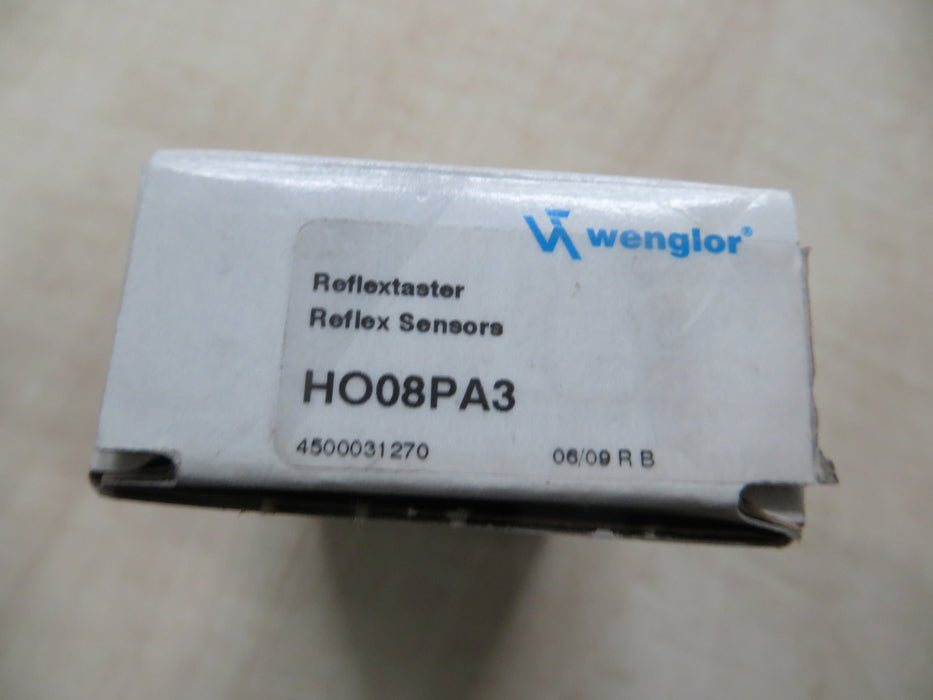 wenglor®
Reflextaster
Reflex Sensors
HO08PA3
4500031270
06/09 R B